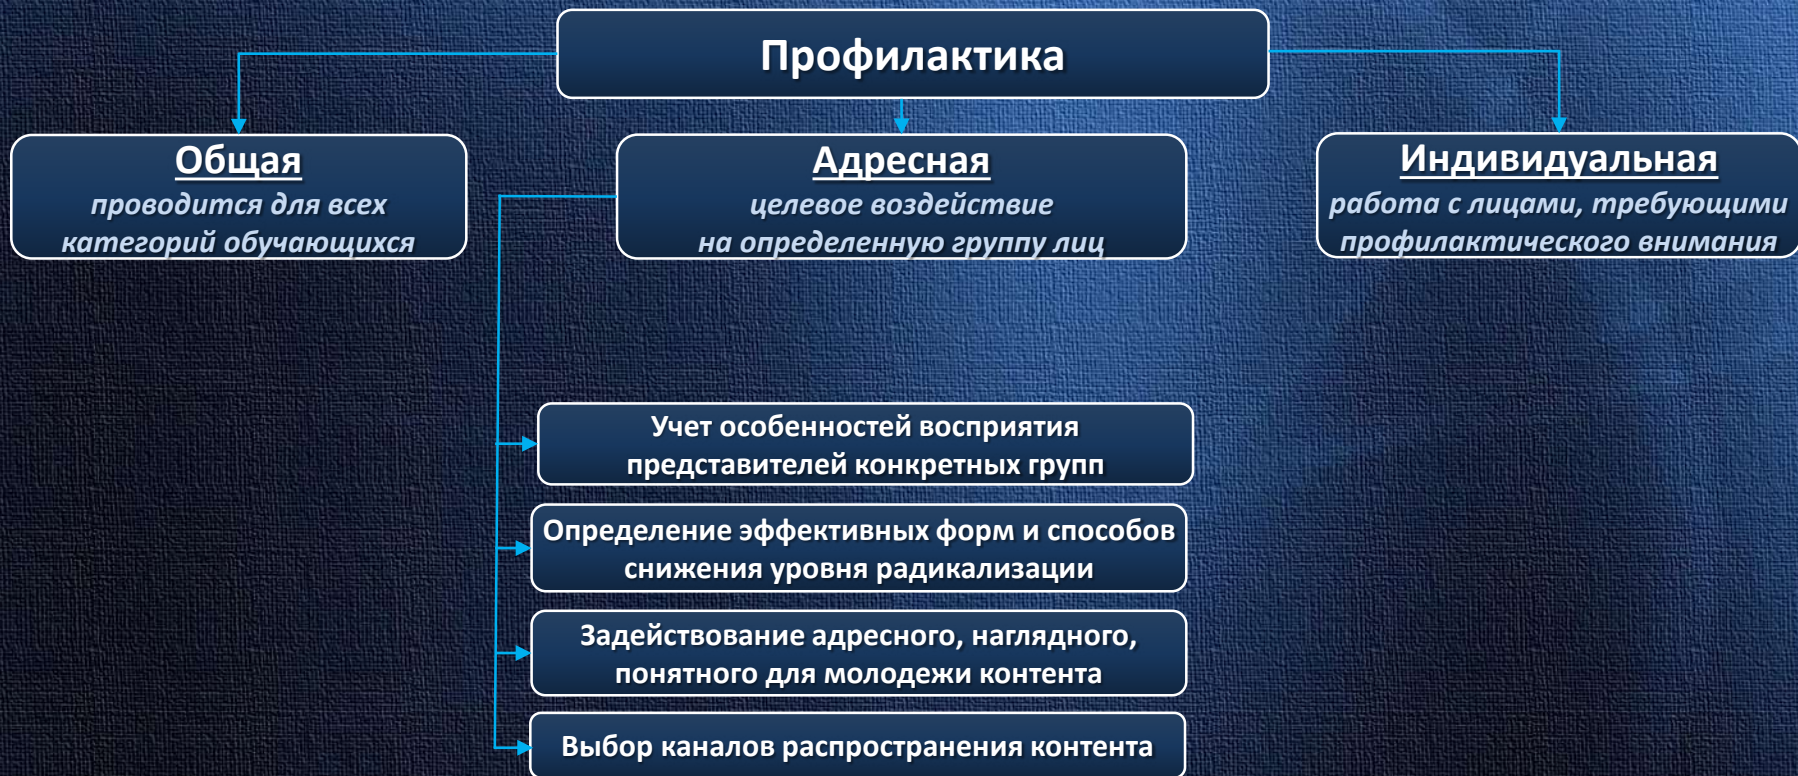 Профилактика
Общая
проводится для всех
категорий обучающихся
Адресная
целевое воздействие
на определенную группу лиц
Индивидуальная
работа с лицами, требующими
профилактического внимания
Учет особенностей восприятия
представителей конкретных групп
Определение эффективных форм и способов
снижения уровня радикализации
Задействование адресного, наглядного,
понятного для молодежи контента
Выбор каналов распространения контента